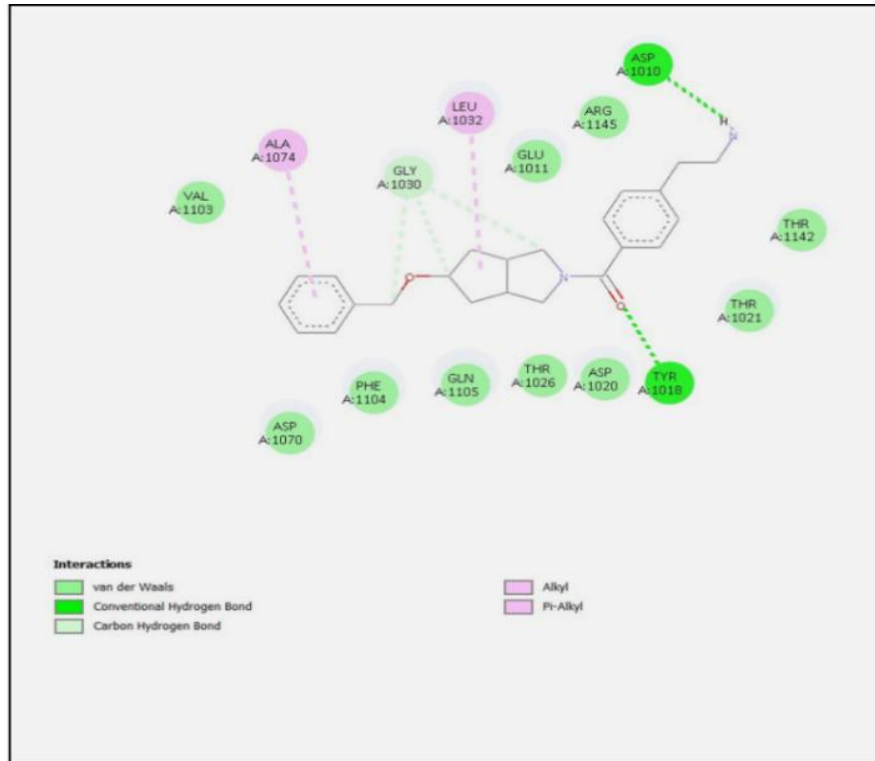 ASP
A:1010
LEU
A:1032
ARG
A:1145
ALA
A:1074
GLU
A:1011
GLY
A:1030
VAL
A:1103
THR
A:1142
H
N
O
N
O
THR
A:1021
PHE
A:1104
GLN
A:1105
THR
A:1026
ASP
A:1020
TYR
A:1018
ASP
A:1070
Interactions
van der Waals
Conventional Hydrogen Bond
Carbon Hydrogen Bond
Alkyl
Pi-Alkyl